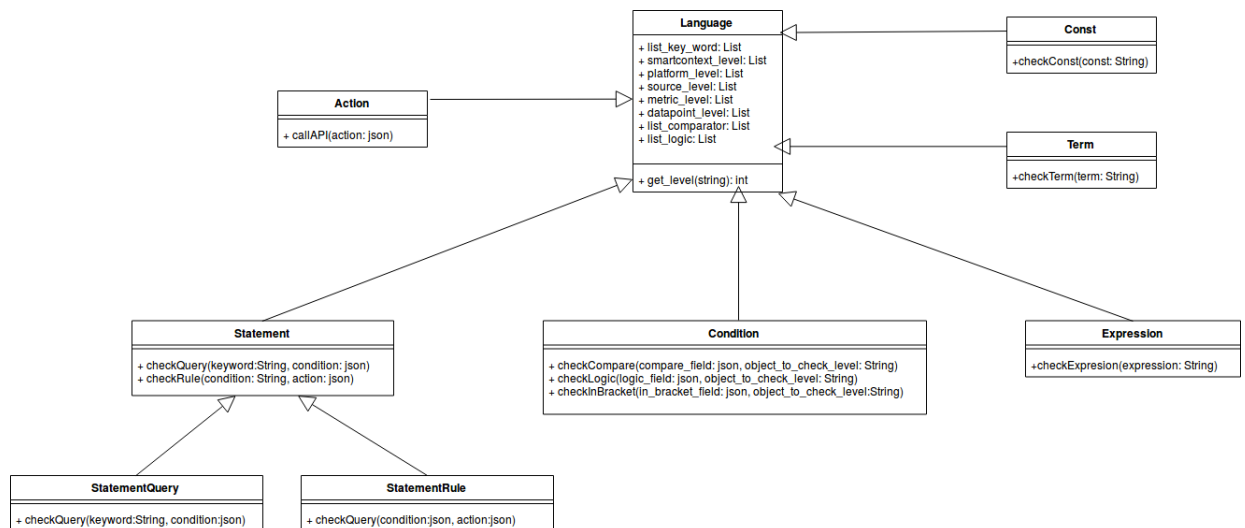 Language
+ list_key_word: List
+ smartcontext_level: List
+ platform_level: List
+ source_level: List
+ metric_level: List
+ datapoint_level: List
+ list_comparator: List
+ list_logic: List
+ get_level(string): int
Const
+checkConst(const: String)
Action
+ callAPI(action: json)
Term
+checkTerm(term: String)
Statement
+ checkQuery(keyword:String, condition: json)
+ checkRule(condition: String, action: json)
Condition
+ checkCompare(compare_field: json, object_to_check_level: String)
+ checkLogic(logic_field: json, object_to_check_level: String)
+ checkInBracket(in_bracket_field: json, object_to_check_level:String)
Expression
+checkExpresion(expression: String)
StatementQuery
+ checkQuery(keyword:String, condition:json)
StatementRule
+ checkQuery(condition:json, action:json)